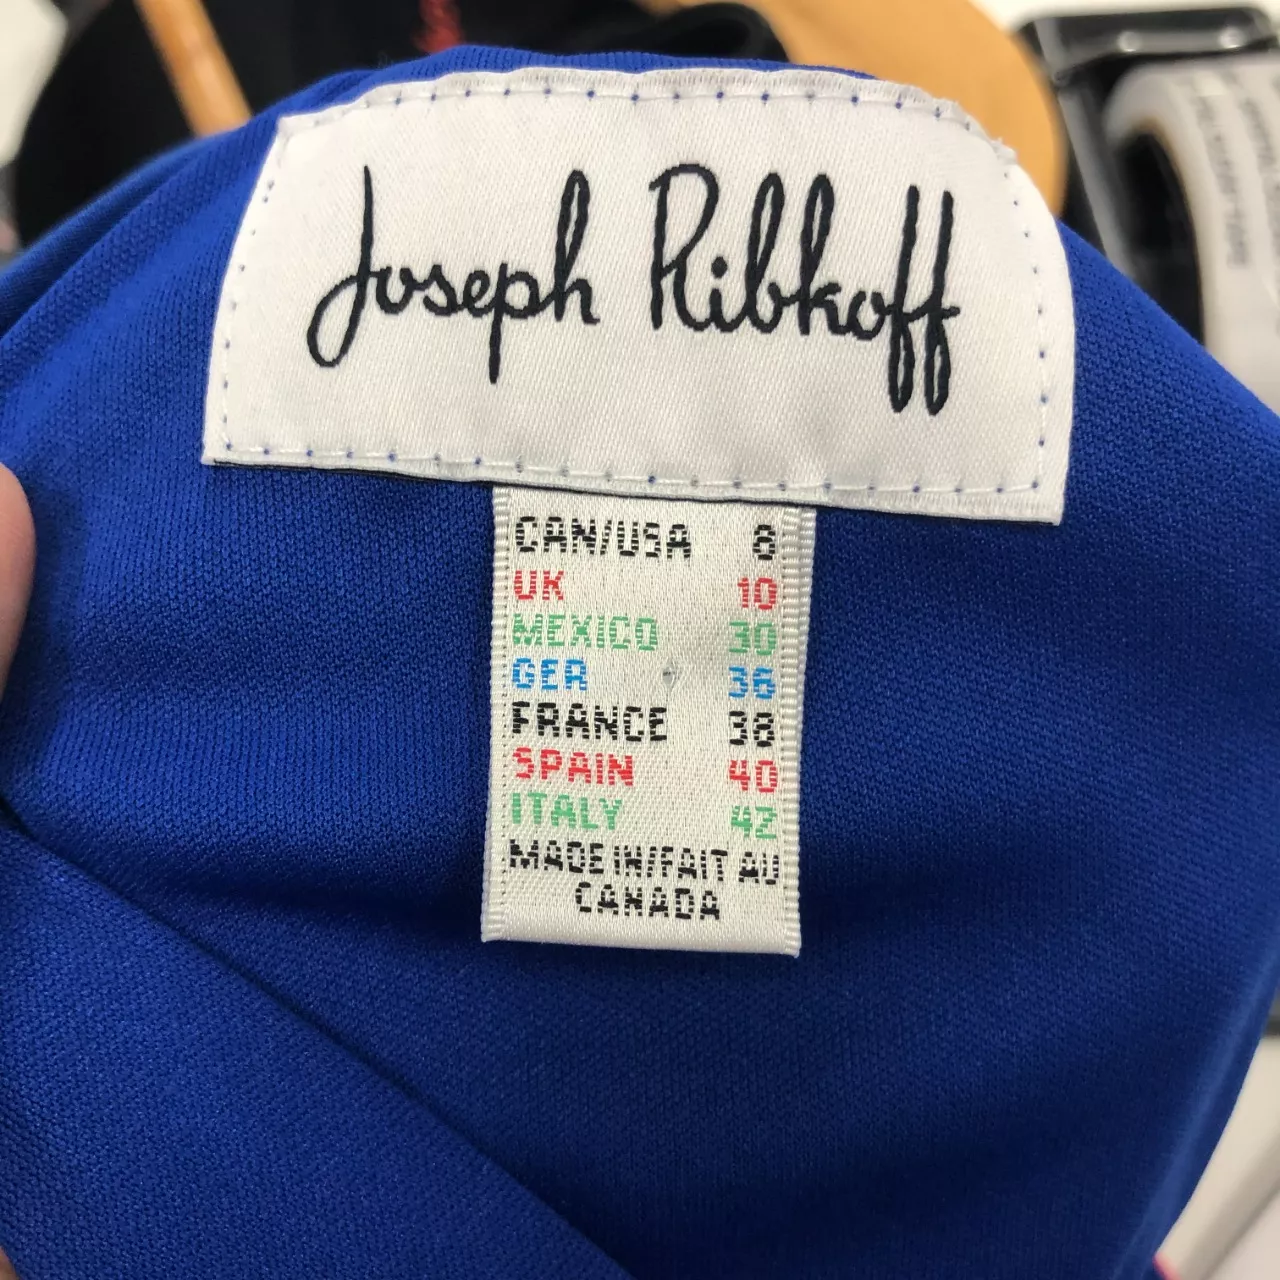 Joseph Ribkoff
CAN/USA 8
UK 10
MEXICO 30
GER 36
FRANCE 38
SPAIN 40
ITALY 42
MADE IN/FAIT AU
CANADA